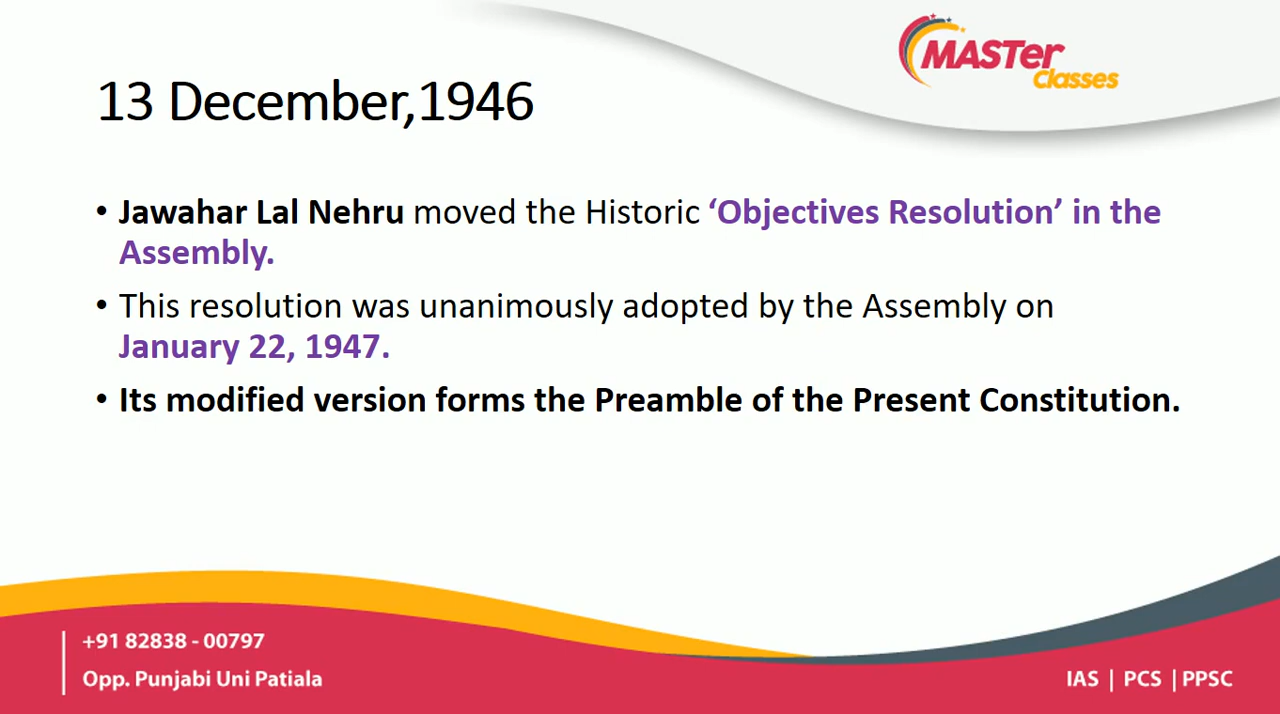 MASTer
Classes
13 December,1946
• Jawahar Lal Nehru moved the Historic ‘Objectives Resolution’ in the
Assembly.
• This resolution was unanimously adopted by the Assembly on
January 22, 1947.
• Its modified version forms the Preamble of the Present Constitution.
+91 82838 - 00797
Opp. Punjabi Uni Patiala
IAS | PCS | PPSC